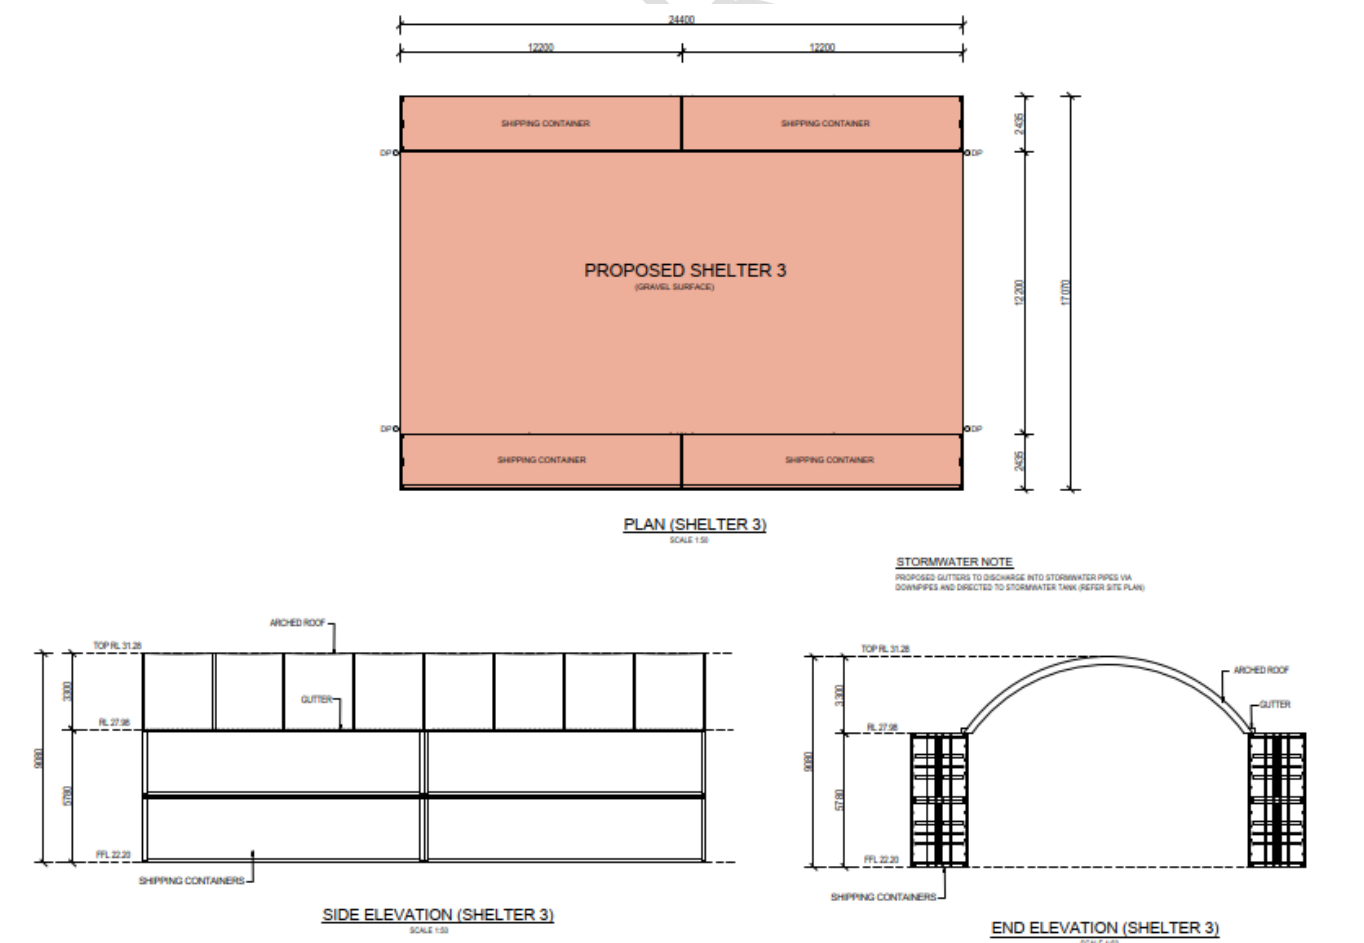 24400
12200 12200
SHIPPING CONTAINER SHIPPING CONTAINER
2435
DP DP
PROPOSED SHELTER 3
(GRAVEL SURFACE)
12200
17070
DP DP
SHIPPING CONTAINER SHIPPING CONTAINER
2435
PLAN (SHELTER 3)
SCALE 1:50
STORMWATER NOTE
PROPOSED GUTTERS TO DISCHARGE INTO STORMWATER PIPES VIA
DOWNPIPES AND DIRECTED TO STORMWATER TANK (REFER SITE PLAN)
ARCHED ROOF
TOP RL 31.28
3300
GUTTER
RL 27.98
9080
5780
FFL 22.20
SHIPPING CONTAINERS
SIDE ELEVATION (SHELTER 3)
SCALE 1:50
TOP RL 31.28
ARCHED ROOF
3300
GUTTER
RL 27.98
9080
5780
FFL 22.20
SHIPPING CONTAINERS
END ELEVATION (SHELTER 3)